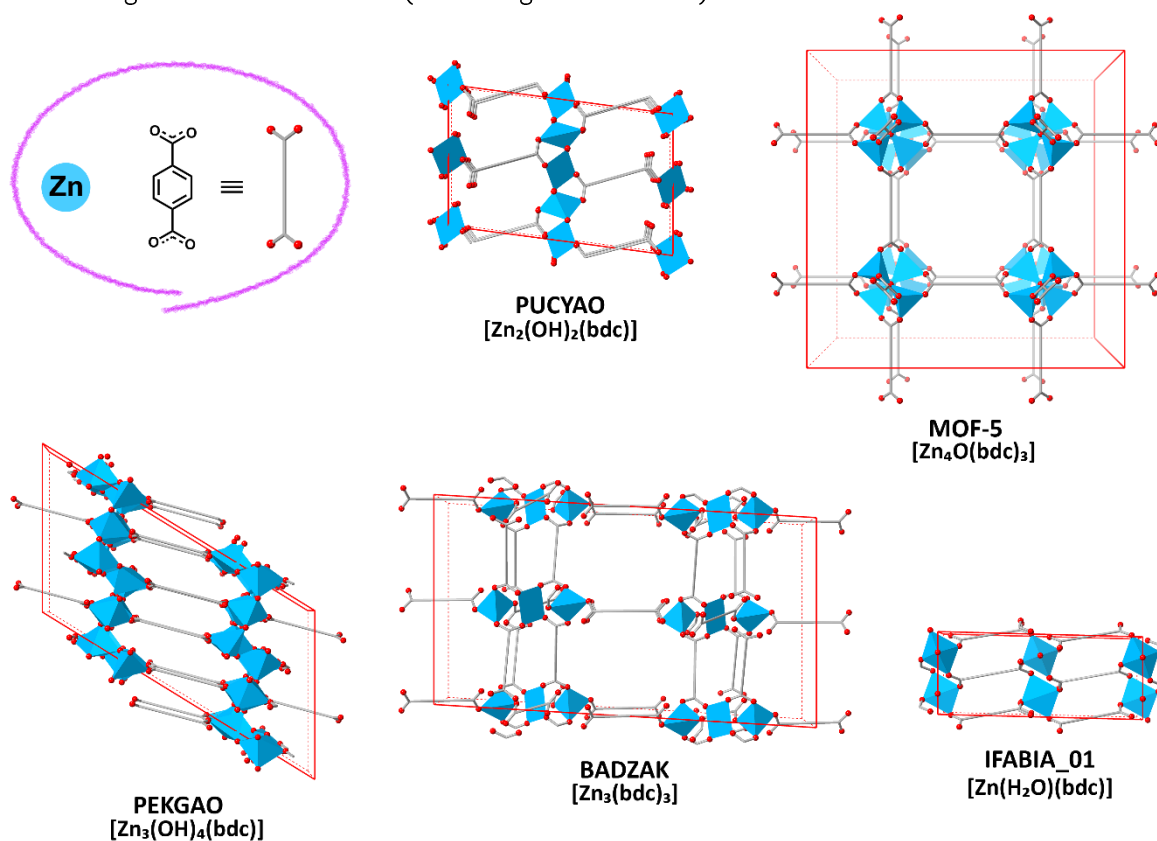 Zn
O O
O O
≡
PUCYAO
[Zn₂(OH)₂(bdc)]
MOF-5
[Zn₄O(bdc)₃]
PEKGAO
[Zn₃(OH)₄(bdc)]
BADZAK
[Zn₃(bdc)₃]
IFABIA_01
[Zn(H₂O)(bdc)]